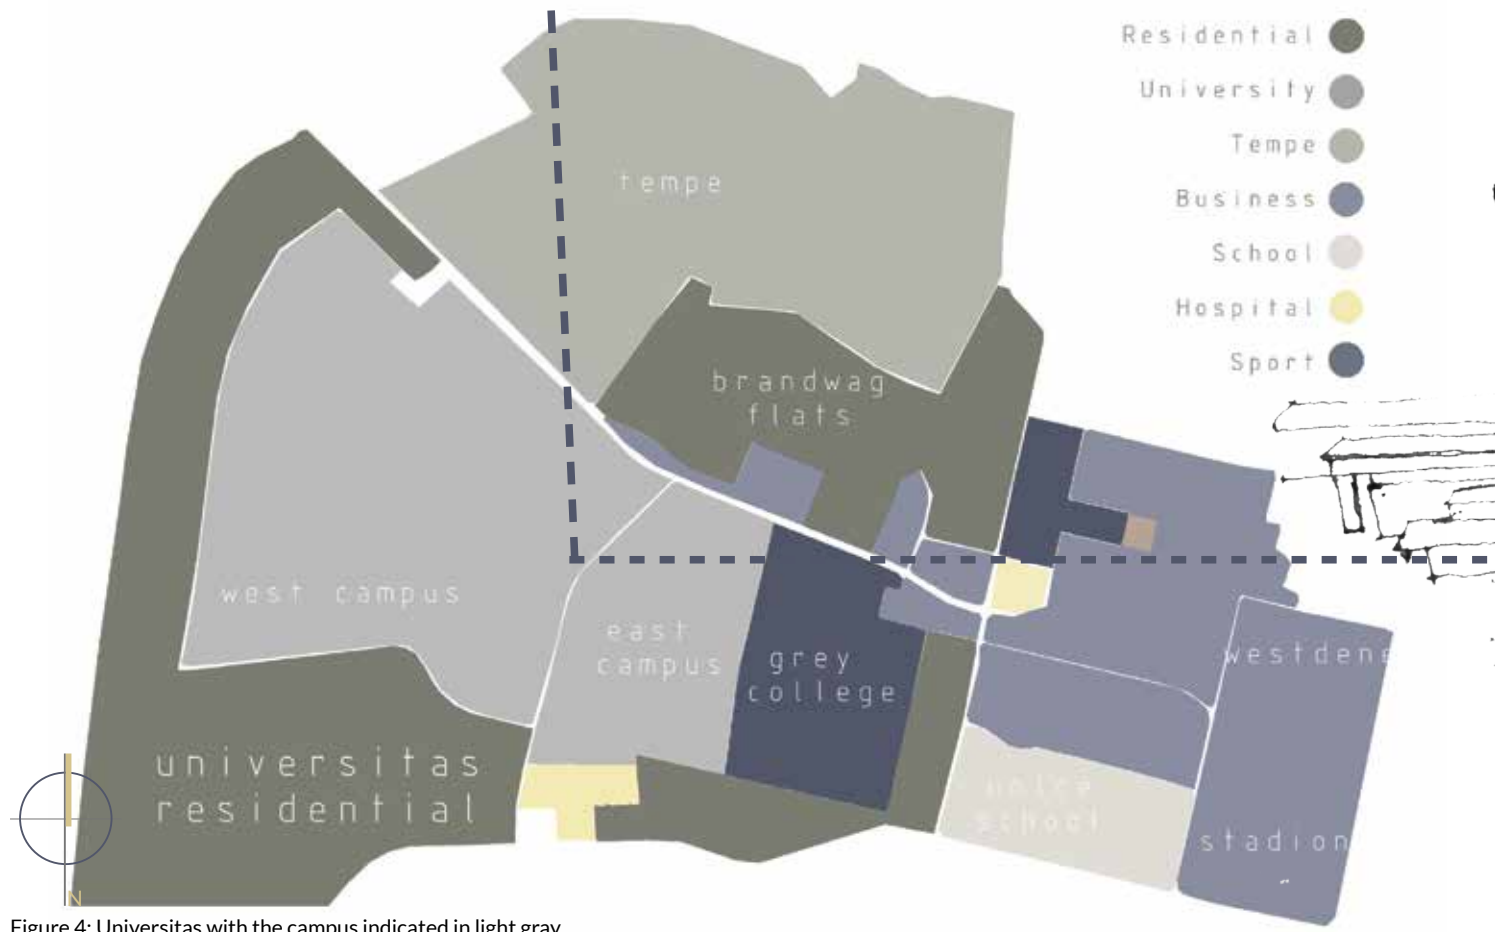 Residential
University
Tempe
Business
School
Hospital
Sport
tempe
brandwag
flats
west campus
east
campus
grey
college
westdene
universitas
residential
school
stadion
N
Figure 4: Universitas with the campus indicated in light gray